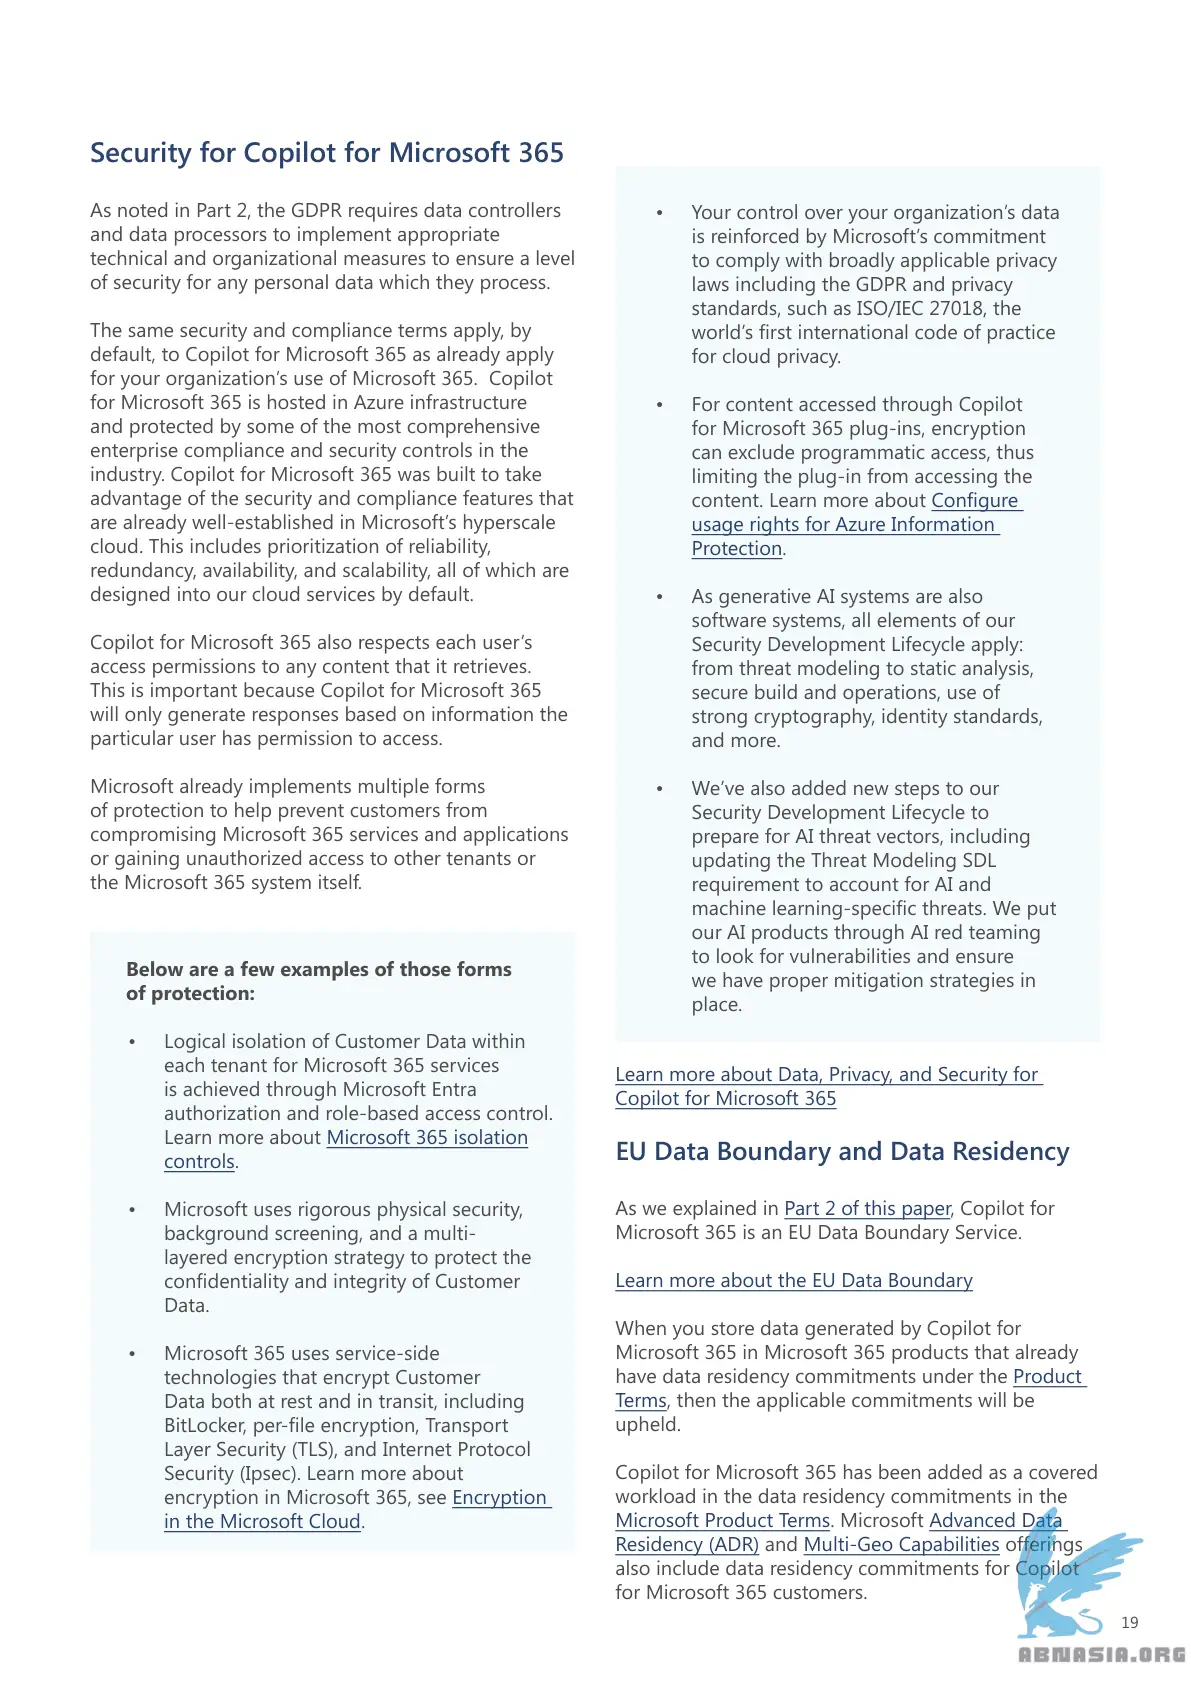 Security for Copilot for Microsoft 365
As noted in Part 2, the GDPR requires data controllers
and data processors to implement appropriate
technical and organizational measures to ensure a level
of security for any personal data which they process.
The same security and compliance terms apply, by
default, to Copilot for Microsoft 365 as already apply
for your organization’s use of Microsoft 365.  Copilot
for Microsoft 365 is hosted in Azure infrastructure
and protected by some of the most comprehensive
enterprise compliance and security controls in the
industry. Copilot for Microsoft 365 was built to take
advantage of the security and compliance features that
are already well-established in Microsoft’s hyperscale
cloud. This includes prioritization of reliability,
redundancy, availability, and scalability, all of which are
designed into our cloud services by default.
Copilot for Microsoft 365 also respects each user’s
access permissions to any content that it retrieves.
This is important because Copilot for Microsoft 365
will only generate responses based on information the
particular user has permission to access.
Microsoft already implements multiple forms
of protection to help prevent customers from
compromising Microsoft 365 services and applications
or gaining unauthorized access to other tenants or
the Microsoft 365 system itself.
Below are a few examples of those forms
of protection:
• Logical isolation of Customer Data within
each tenant for Microsoft 365 services
is achieved through Microsoft Entra
authorization and role-based access control.
Learn more about Microsoft 365 isolation
controls.
• Microsoft uses rigorous physical security,
background screening, and a multi-
layered encryption strategy to protect the
confidentiality and integrity of Customer
Data.
• Microsoft 365 uses service-side
technologies that encrypt Customer
Data both at rest and in transit, including
BitLocker, per-file encryption, Transport
Layer Security (TLS), and Internet Protocol
Security (Ipsec). Learn more about
encryption in Microsoft 365, see Encryption
in the Microsoft Cloud.
• Your control over your organization’s data
is reinforced by Microsoft’s commitment
to comply with broadly applicable privacy
laws including the GDPR and privacy
standards, such as ISO/IEC 27018, the
world’s first international code of practice
for cloud privacy.
• For content accessed through Copilot
for Microsoft 365 plug-ins, encryption
can exclude programmatic access, thus
limiting the plug-in from accessing the
content. Learn more about Configure
usage rights for Azure Information
Protection.
• As generative AI systems are also
software systems, all elements of our
Security Development Lifecycle apply:
from threat modeling to static analysis,
secure build and operations, use of
strong cryptography, identity standards,
and more.
• We’ve also added new steps to our
Security Development Lifecycle to
prepare for AI threat vectors, including
updating the Threat Modeling SDL
requirement to account for AI and
machine learning-specific threats. We put
our AI products through AI red teaming
to look for vulnerabilities and ensure
we have proper mitigation strategies in
place.
Learn more about Data, Privacy, and Security for
Copilot for Microsoft 365
EU Data Boundary and Data Residency
As we explained in Part 2 of this paper, Copilot for
Microsoft 365 is an EU Data Boundary Service.
Learn more about the EU Data Boundary
When you store data generated by Copilot for
Microsoft 365 in Microsoft 365 products that already
have data residency commitments under the Product
Terms, then the applicable commitments will be
upheld.
Copilot for Microsoft 365 has been added as a covered
workload in the data residency commitments in the
Microsoft Product Terms. Microsoft Advanced Data
Residency (ADR) and Multi-Geo Capabilities offerings
also include data residency commitments for Copilot
for Microsoft 365 customers.
19
ABNASIA.ORG